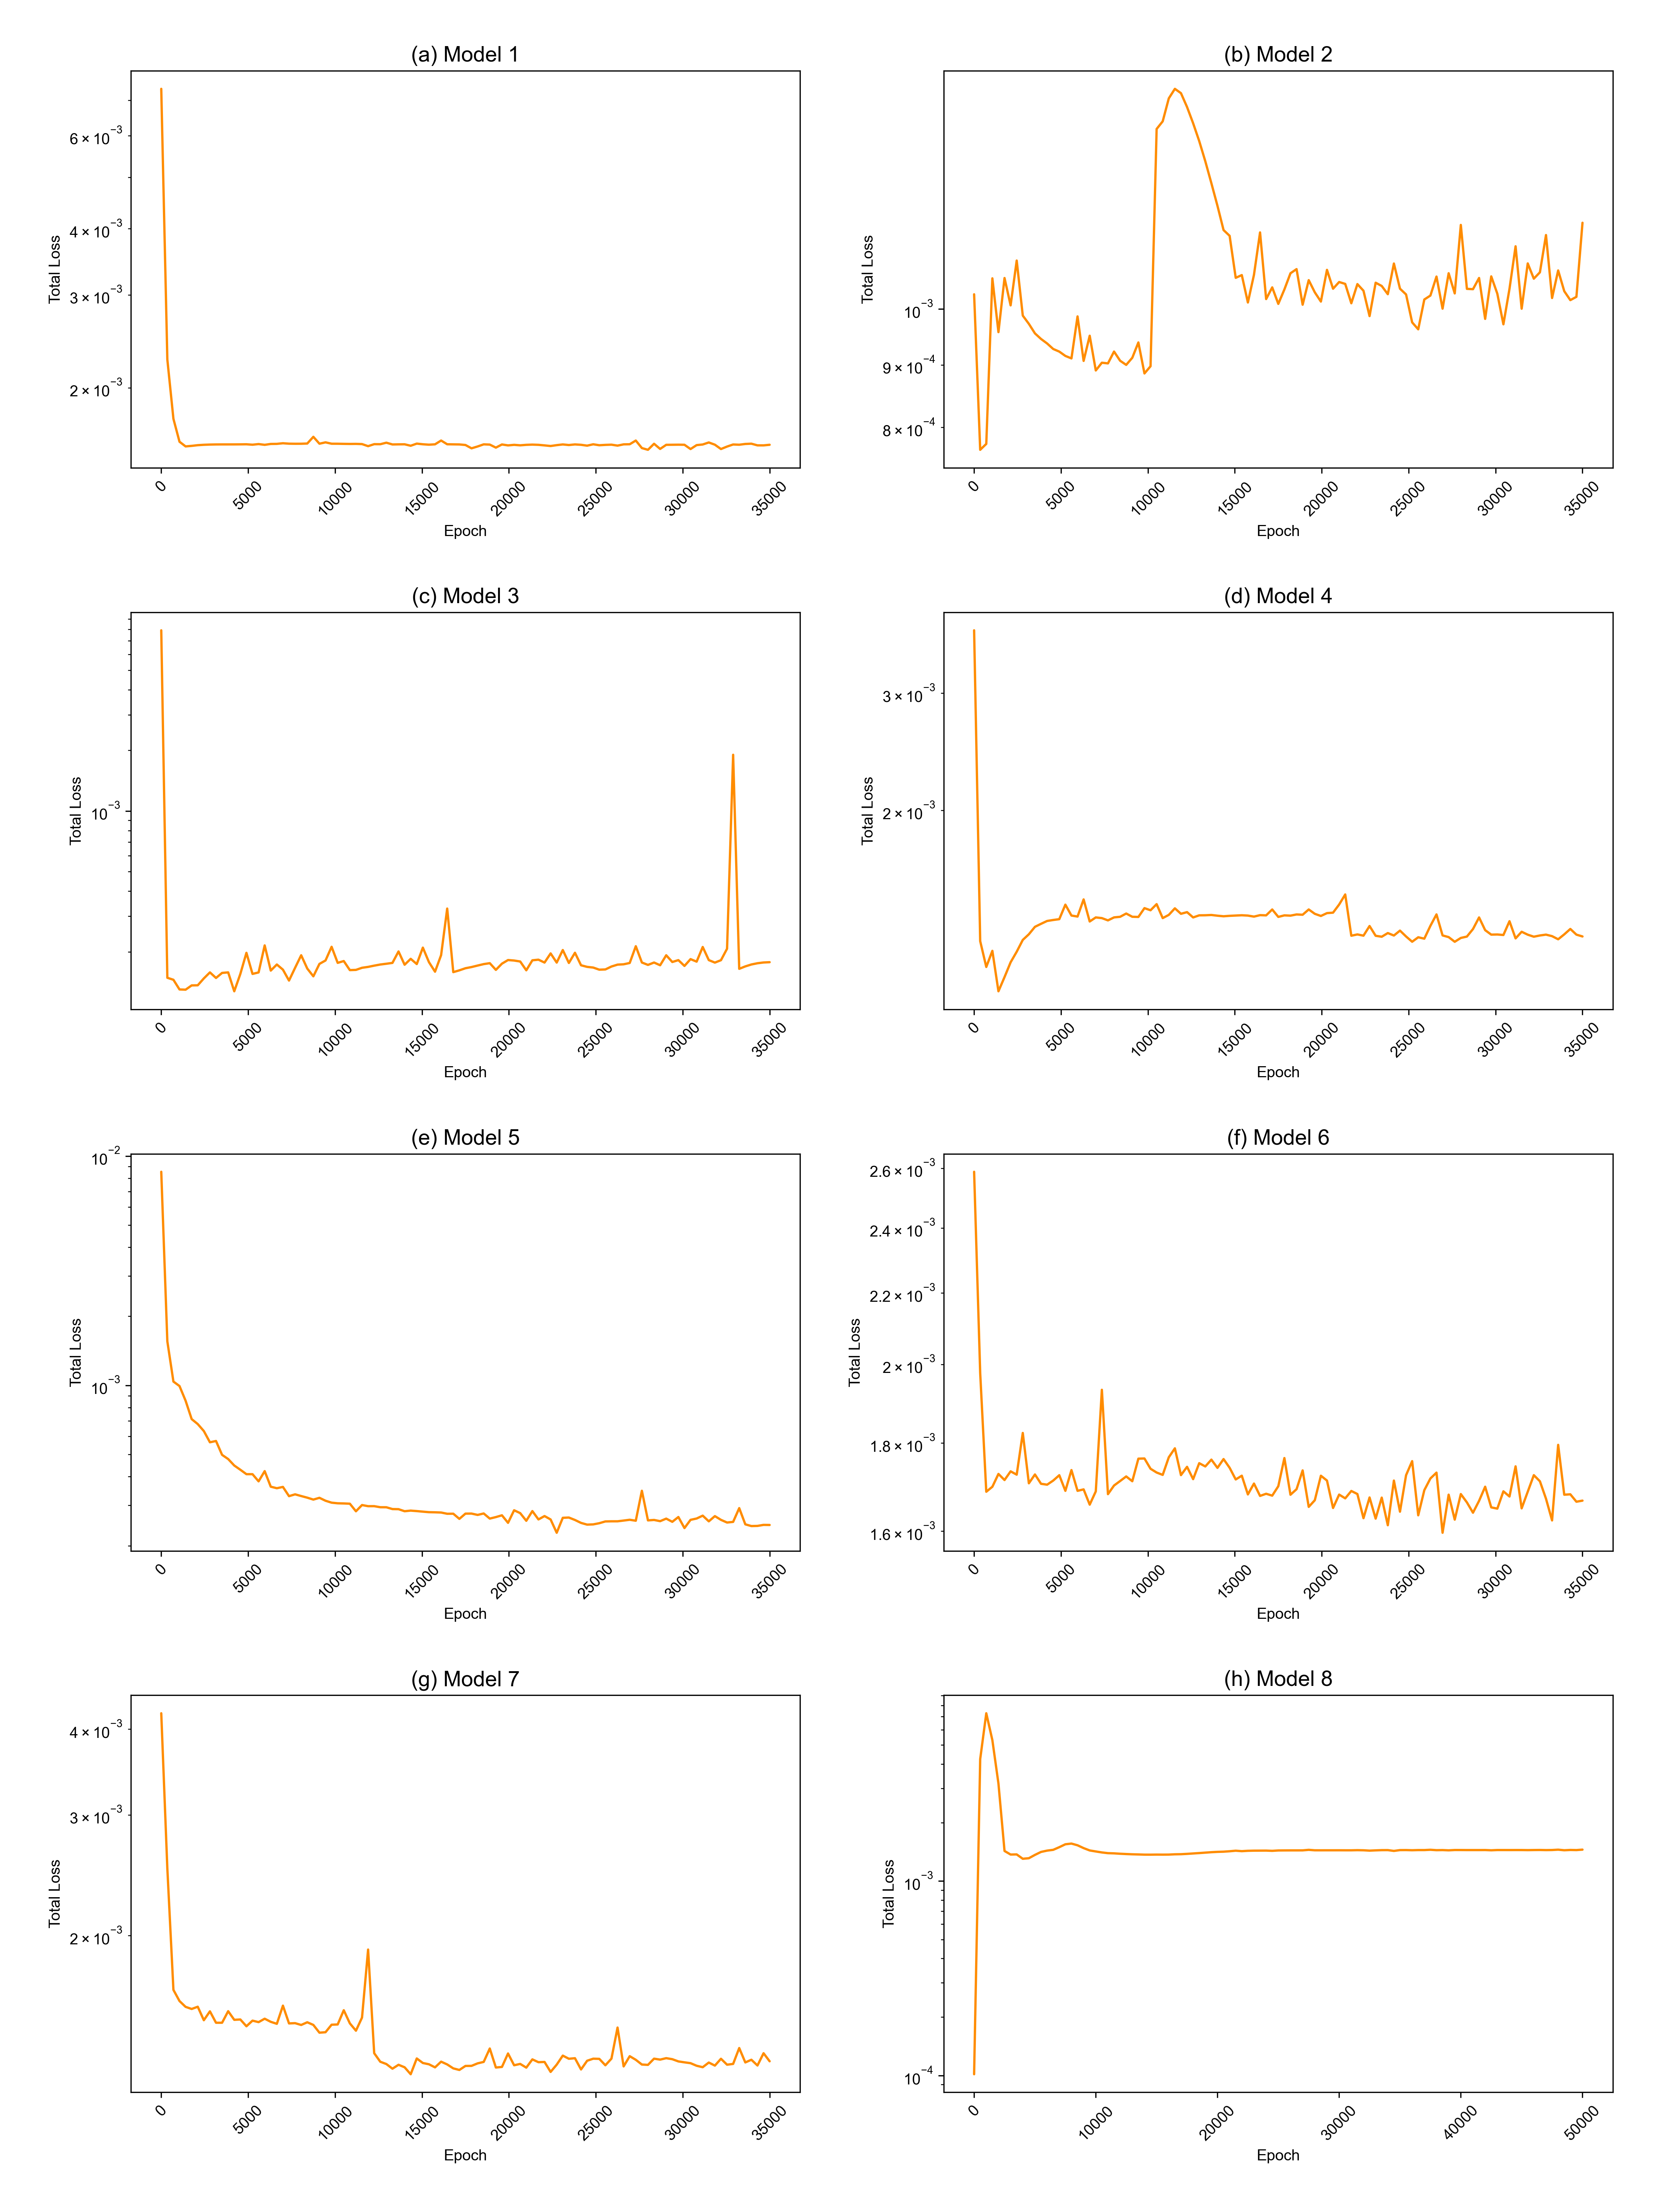 (a) Model 1
6 × 10⁻³
4 × 10⁻³
3 × 10⁻³
2 × 10⁻³
Total Loss
0 5000 10000 15000 20000 25000 30000 35000
Epoch
(b) Model 2
10⁻³
9 × 10⁻⁴
8 × 10⁻⁴
Total Loss
0 5000 10000 15000 20000 25000 30000 35000
Epoch
(c) Model 3
10⁻³
Total Loss
0 5000 10000 15000 20000 25000 30000 35000
Epoch
(d) Model 4
3 × 10⁻³
2 × 10⁻³
Total Loss
0 5000 10000 15000 20000 25000 30000 35000
Epoch
(e) Model 5
10⁻²
10⁻³
Total Loss
0 5000 10000 15000 20000 25000 30000 35000
Epoch
(f) Model 6
2.6 × 10⁻³
2.4 × 10⁻³
2.2 × 10⁻³
2 × 10⁻³
1.8 × 10⁻³
1.6 × 10⁻³
Total Loss
0 5000 10000 15000 20000 25000 30000 35000
Epoch
(g) Model 7
4 × 10⁻³
3 × 10⁻³
2 × 10⁻³
Total Loss
0 5000 10000 15000 20000 25000 30000 35000
Epoch
(h) Model 8
10⁻³
10⁻⁴
Total Loss
0 10000 20000 30000 40000 50000
Epoch